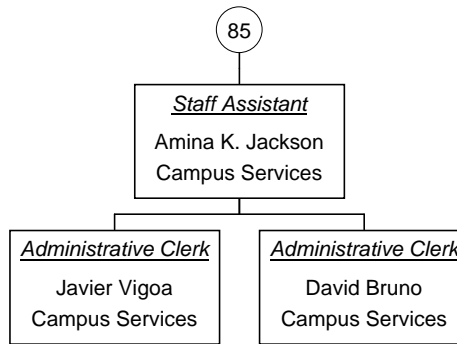 85
Staff Assistant
Amina K. Jackson
Campus Services
Administrative Clerk
Javier Vigoa
Campus Services
Administrative Clerk
David Bruno
Campus Services